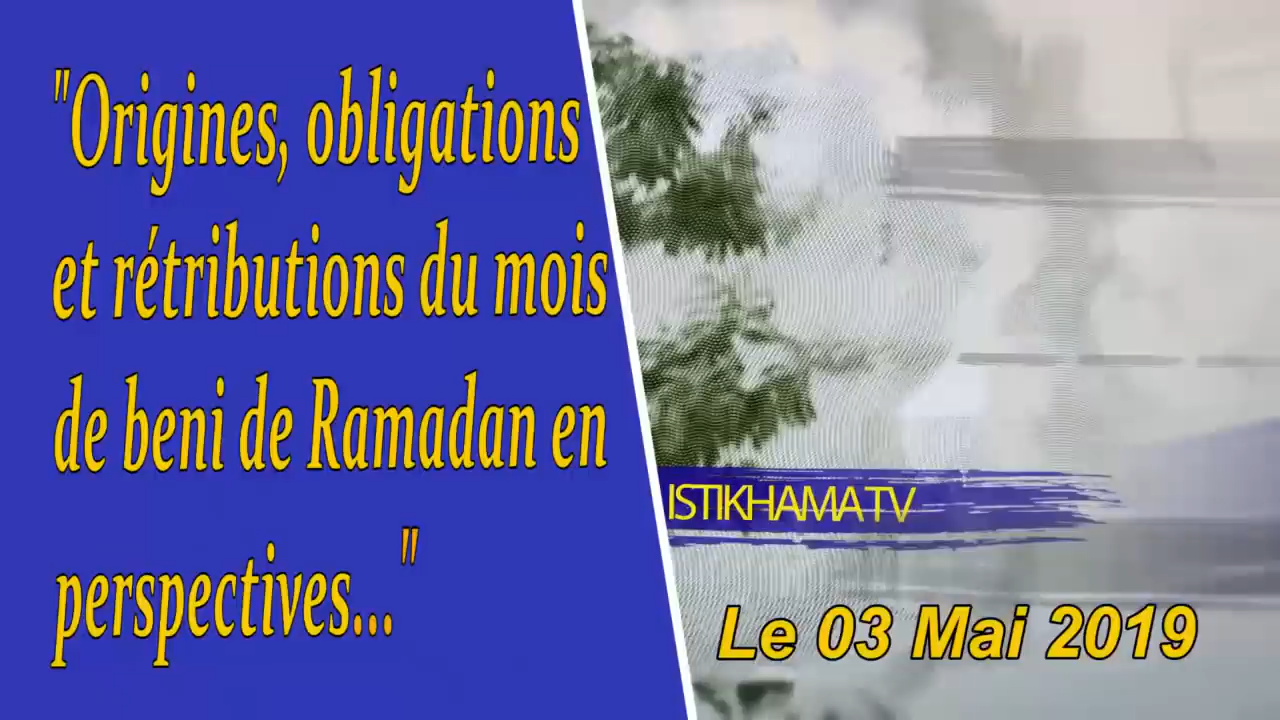 "Origines, obligations
et rétributions du mois
de beni de Ramadan en
perspectives..."
ISTIKHAMA TV
Le 03 Mai 2019